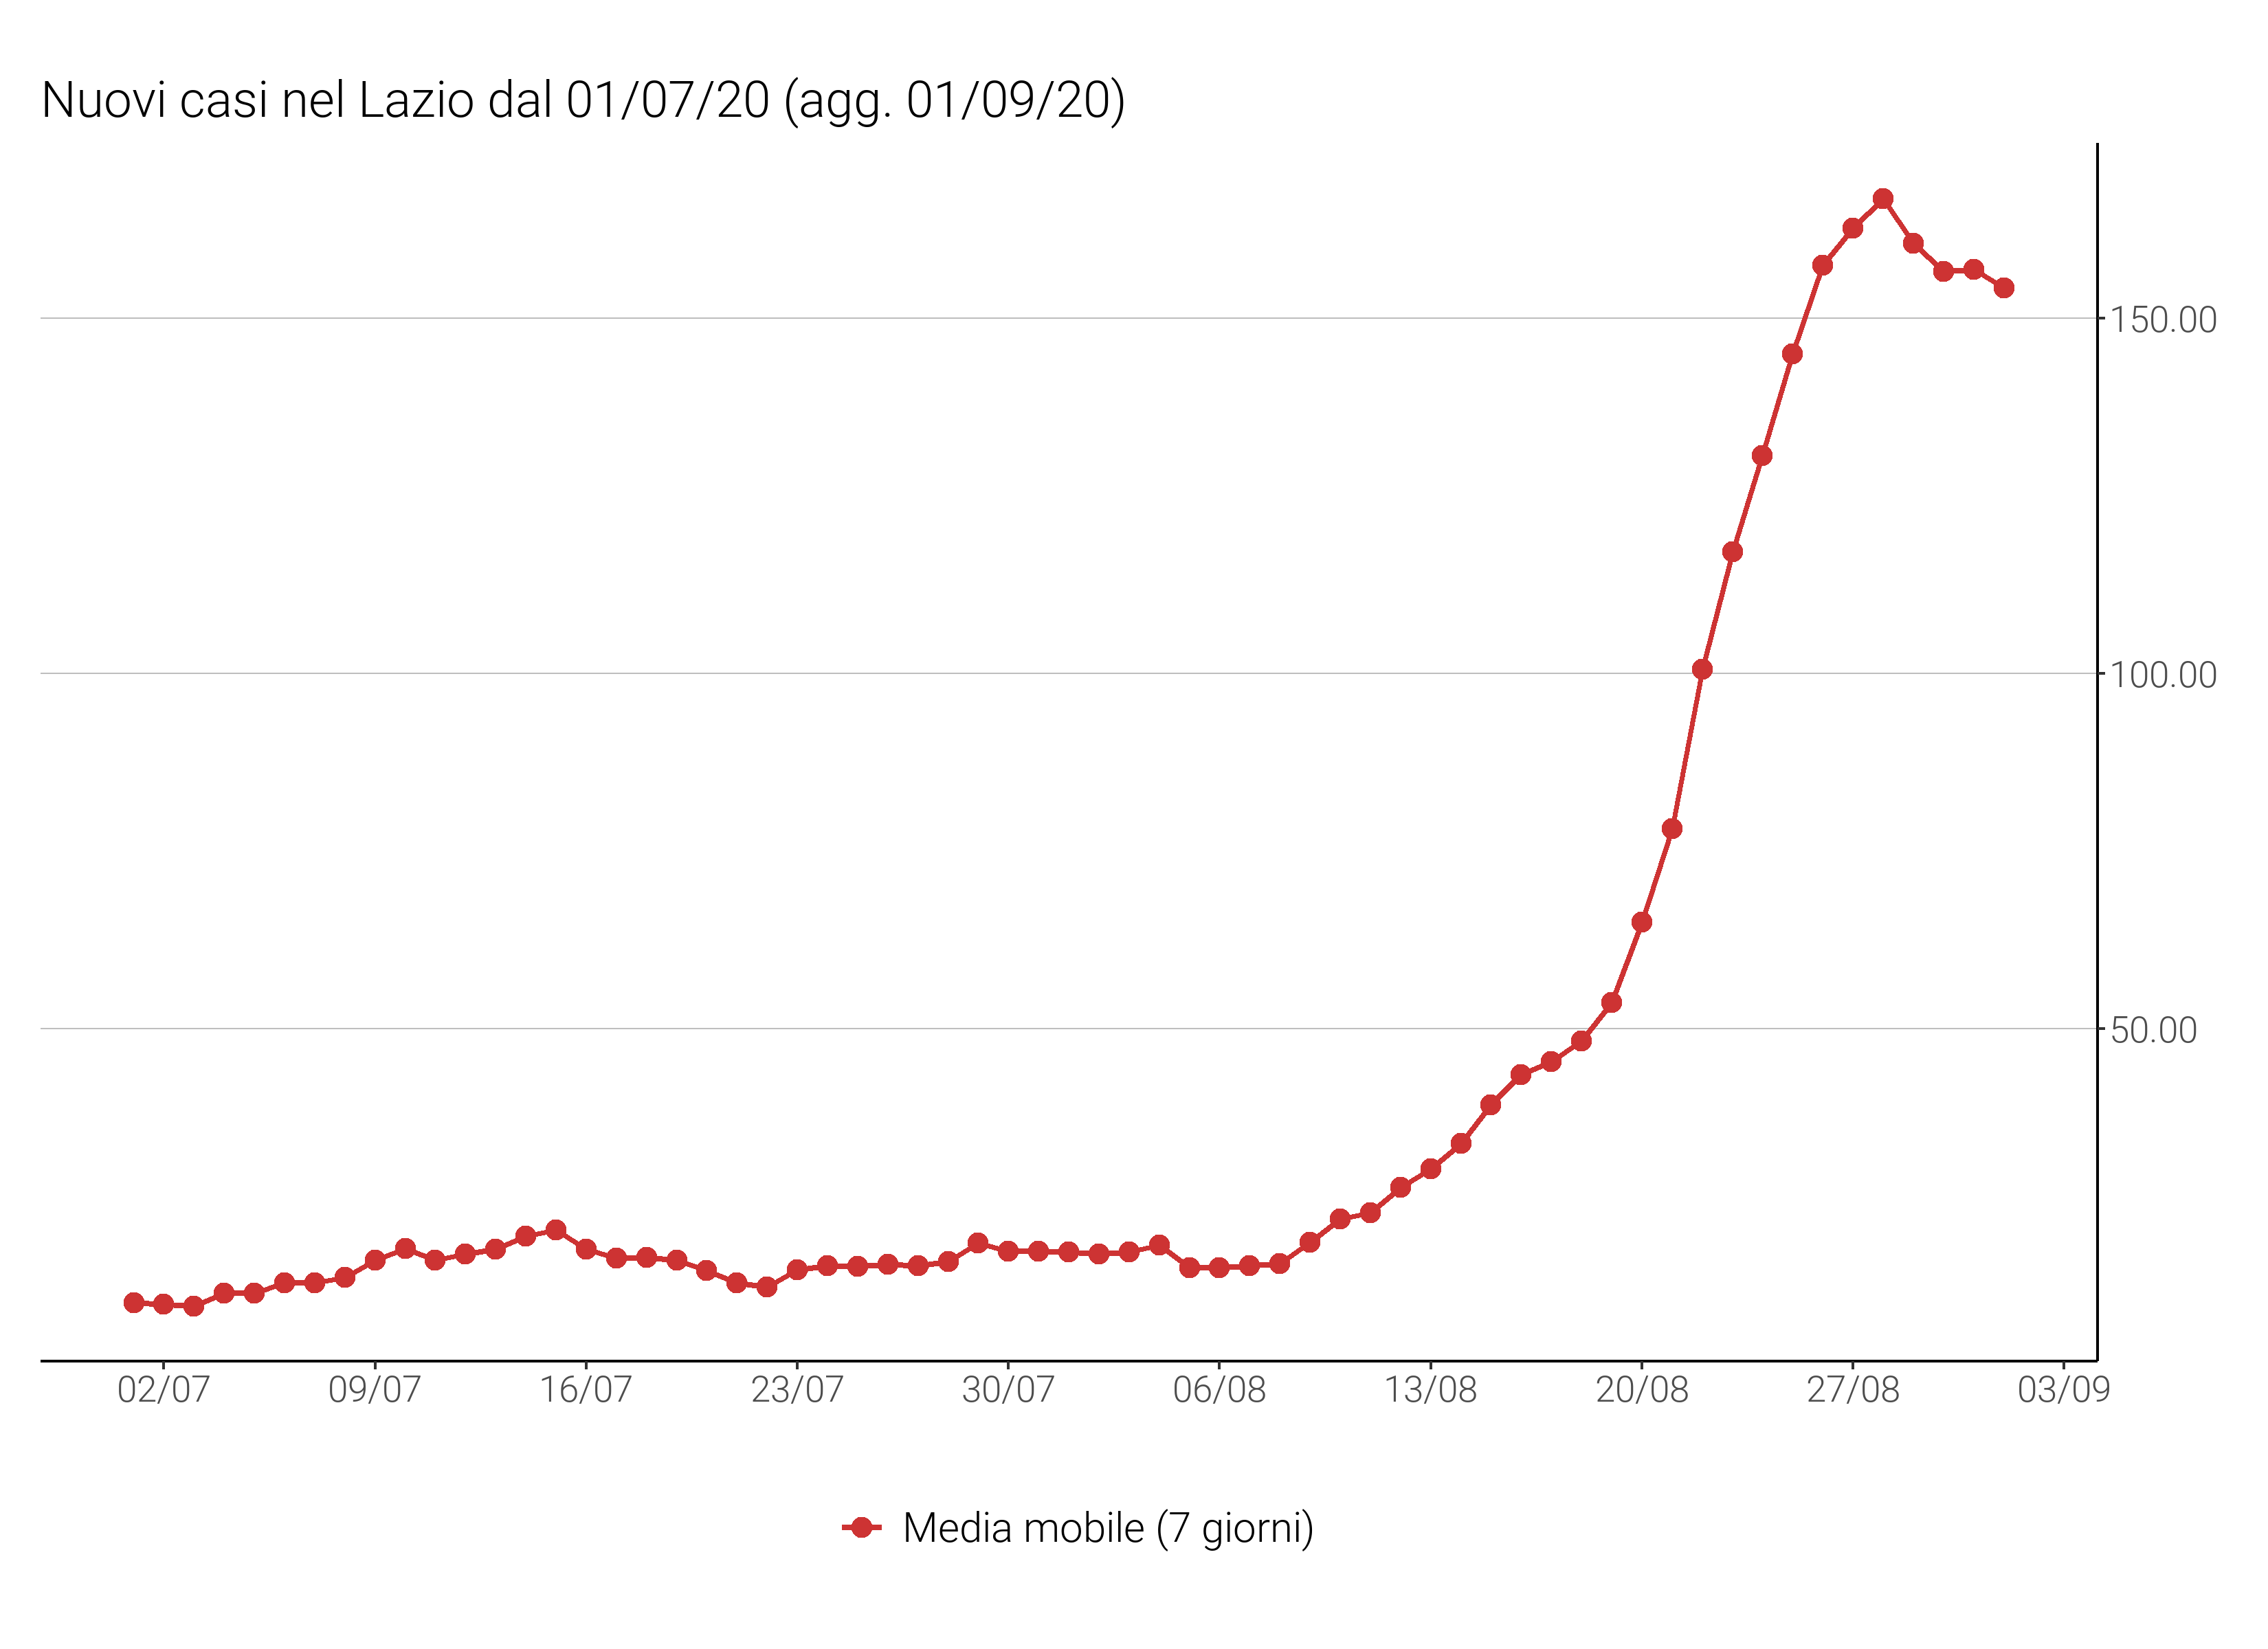 Nuovi casi nel Lazio dal 01/07/20 (agg. 01/09/20)
150.00
100.00
50.00
02/07 09/07 16/07 23/07 30/07 06/08 13/08 20/08 27/08 03/09
Media mobile (7 giorni)